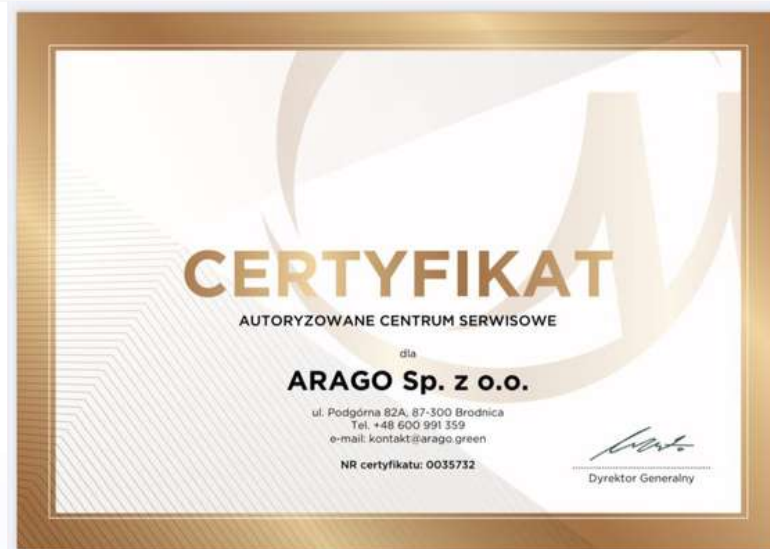 CERTYFIKAT
AUTORYZOWANE CENTRUM SERWISOWE
dla
ARAGO Sp. z o.o.
ul. Podgórna 82A, 87-300 Brodnica
Tel. +48 600 991 359
e-mail: kontakt@arago.green
NR certyfikatu: 0035732
Dyrektor Generalny